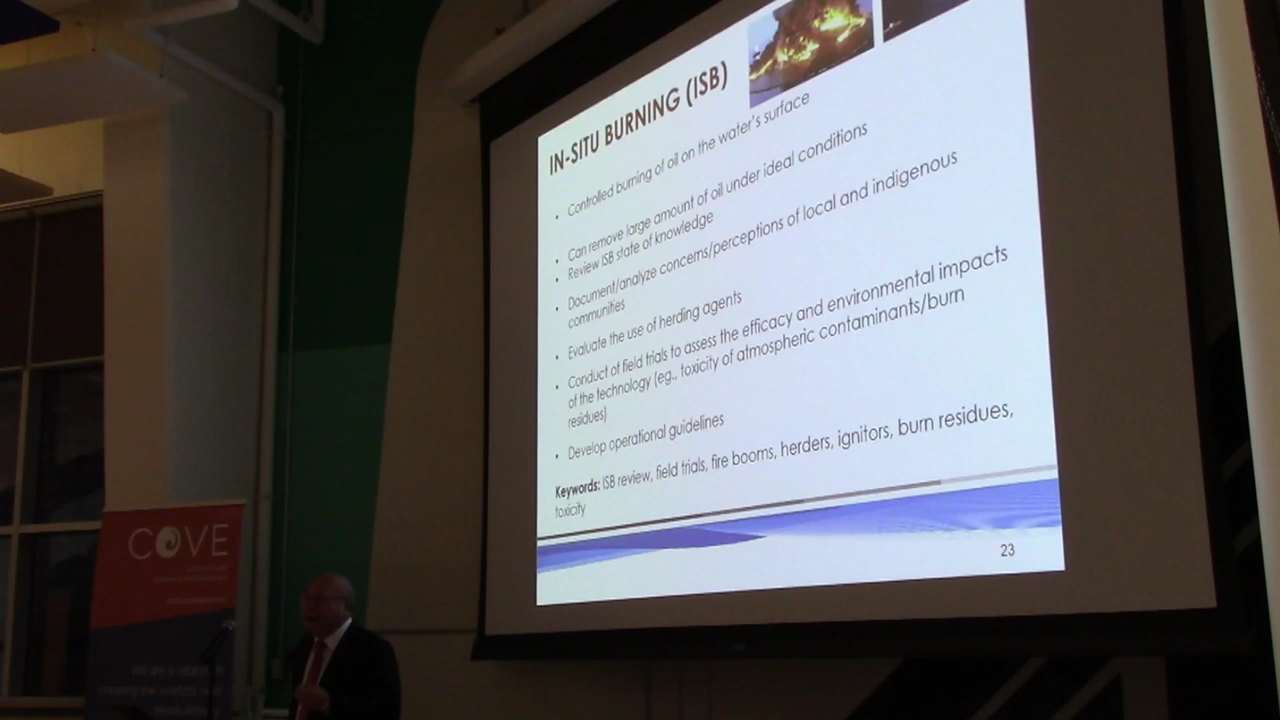 IN-SITU BURNING (ISB)
• Controlled burning of oil on the water's surface
• Can remove large amount of oil under ideal conditions
• Review ISB state of knowledge
• Document/analyze concerns/perceptions of local and indigenous
communities
• Evaluate the use of herding agents
• Conduct of field trials to assess the efficacy and environmental impacts
of the technology (eg., toxicity of atmospheric contaminants/burn
residues)
• Develop operational guidelines
Keywords: ISB review, field trials, fire booms, herders, ignitors, burn residues,
toxicity
23
COVE